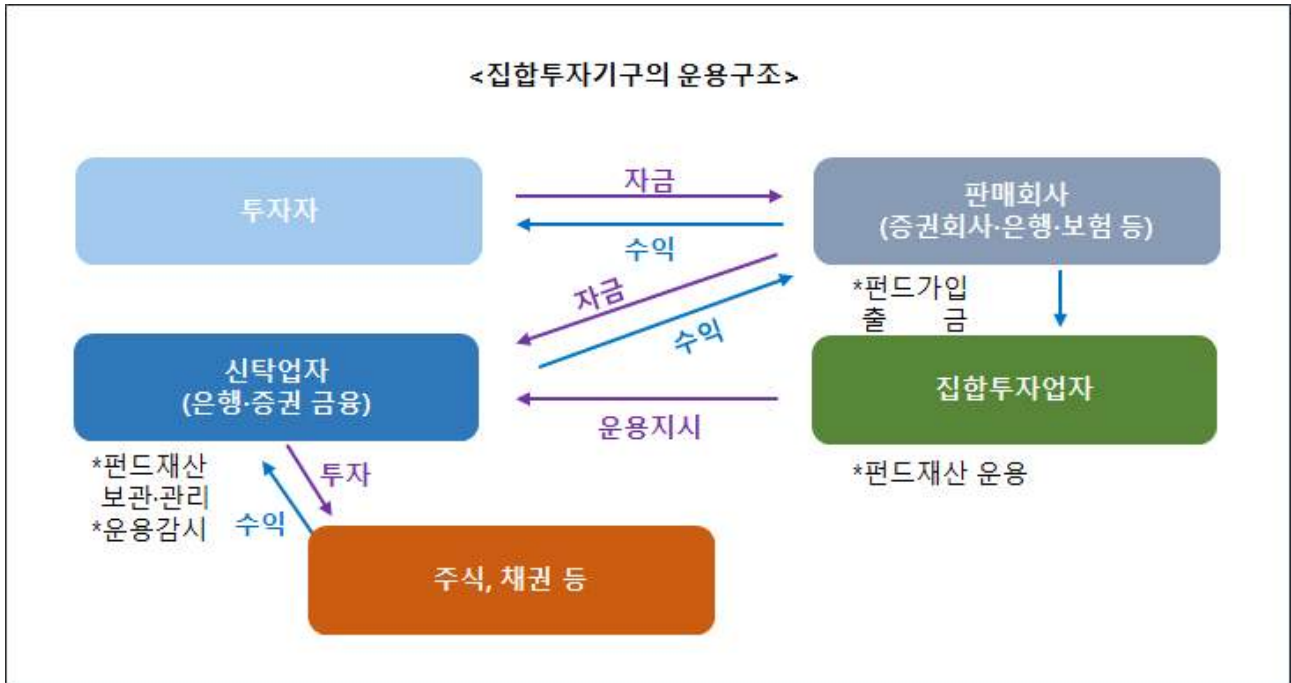 <집합투자기구의 운용구조>
투자자
자금
수익
판매회사
(증권회사·은행·보험 등)
자금
수익
*펀드가입
출 금
신탁업자
(은행·증권 금융)
운용지시
집합투자업자
*펀드재산
보관·관리
*운용감시
투자
수익
*펀드재산 운용
주식, 채권 등